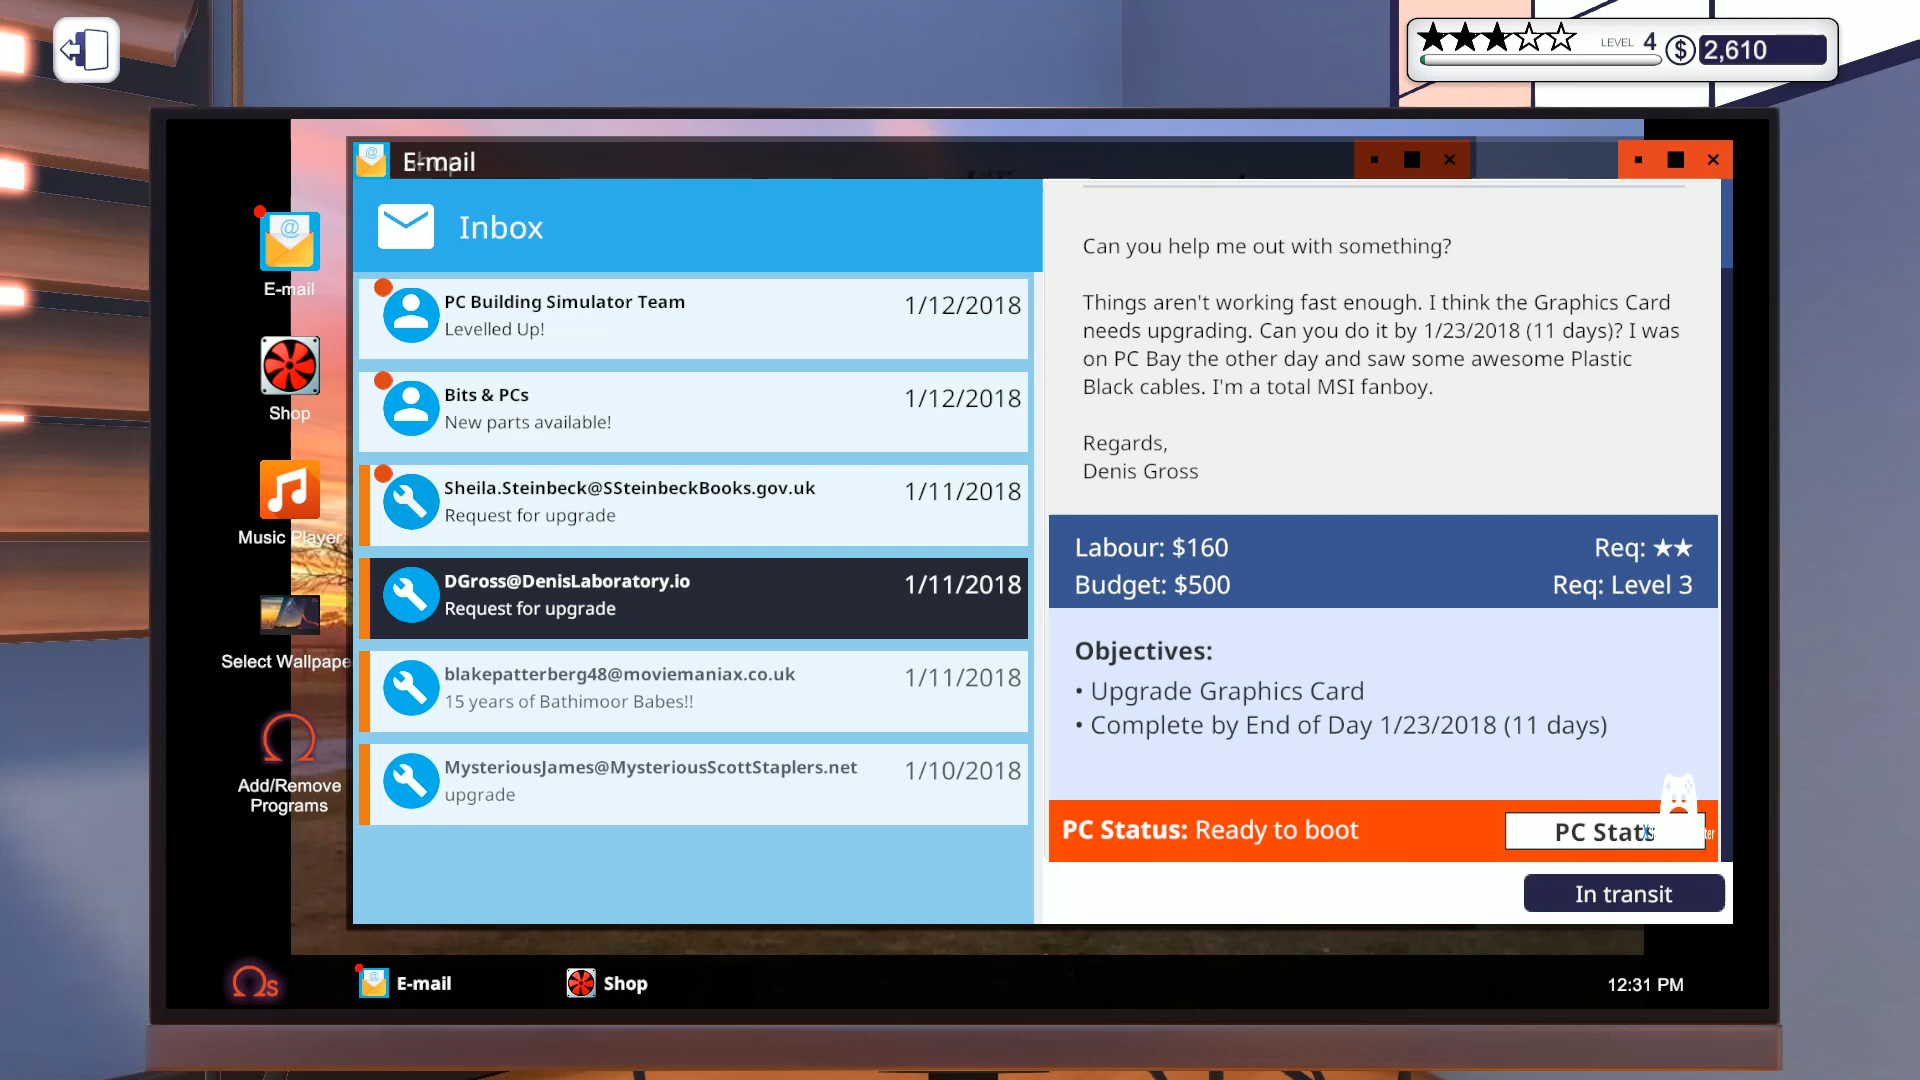 LEVEL 4 $ 2,610
E-mail
Inbox
PC Building Simulator Team 1/12/2018
Levelled Up!
Bits & PCs 1/12/2018
New parts available!
Sheila.Steinbeck@SSteinbeckBooks.gov.uk 1/11/2018
Request for upgrade
DGross@DenisLaboratory.io 1/11/2018
Request for upgrade
blakepatterberg48@moviemaniax.co.uk 1/11/2018
15 years of Bathimoor Babes!!
MysteriousJames@MysteriousScottStaplers.net 1/10/2018
upgrade
Can you help me out with something?
Things aren't working fast enough. I think the Graphics Card
needs upgrading. Can you do it by 1/23/2018 (11 days)? I was
on PC Bay the other day and saw some awesome Plastic
Black cables. I'm a total MSI fanboy.
Regards,
Denis Gross
Labour: $160 Req: ★★
Budget: $500 Req: Level 3
Objectives:
• Upgrade Graphics Card
• Complete by End of Day 1/23/2018 (11 days)
PC Status: Ready to boot
PC
In transit
E-mail
Shop
Music Player
Select Wallpape
Add/Remove
Programs
E-mail
Shop
12:31 PM